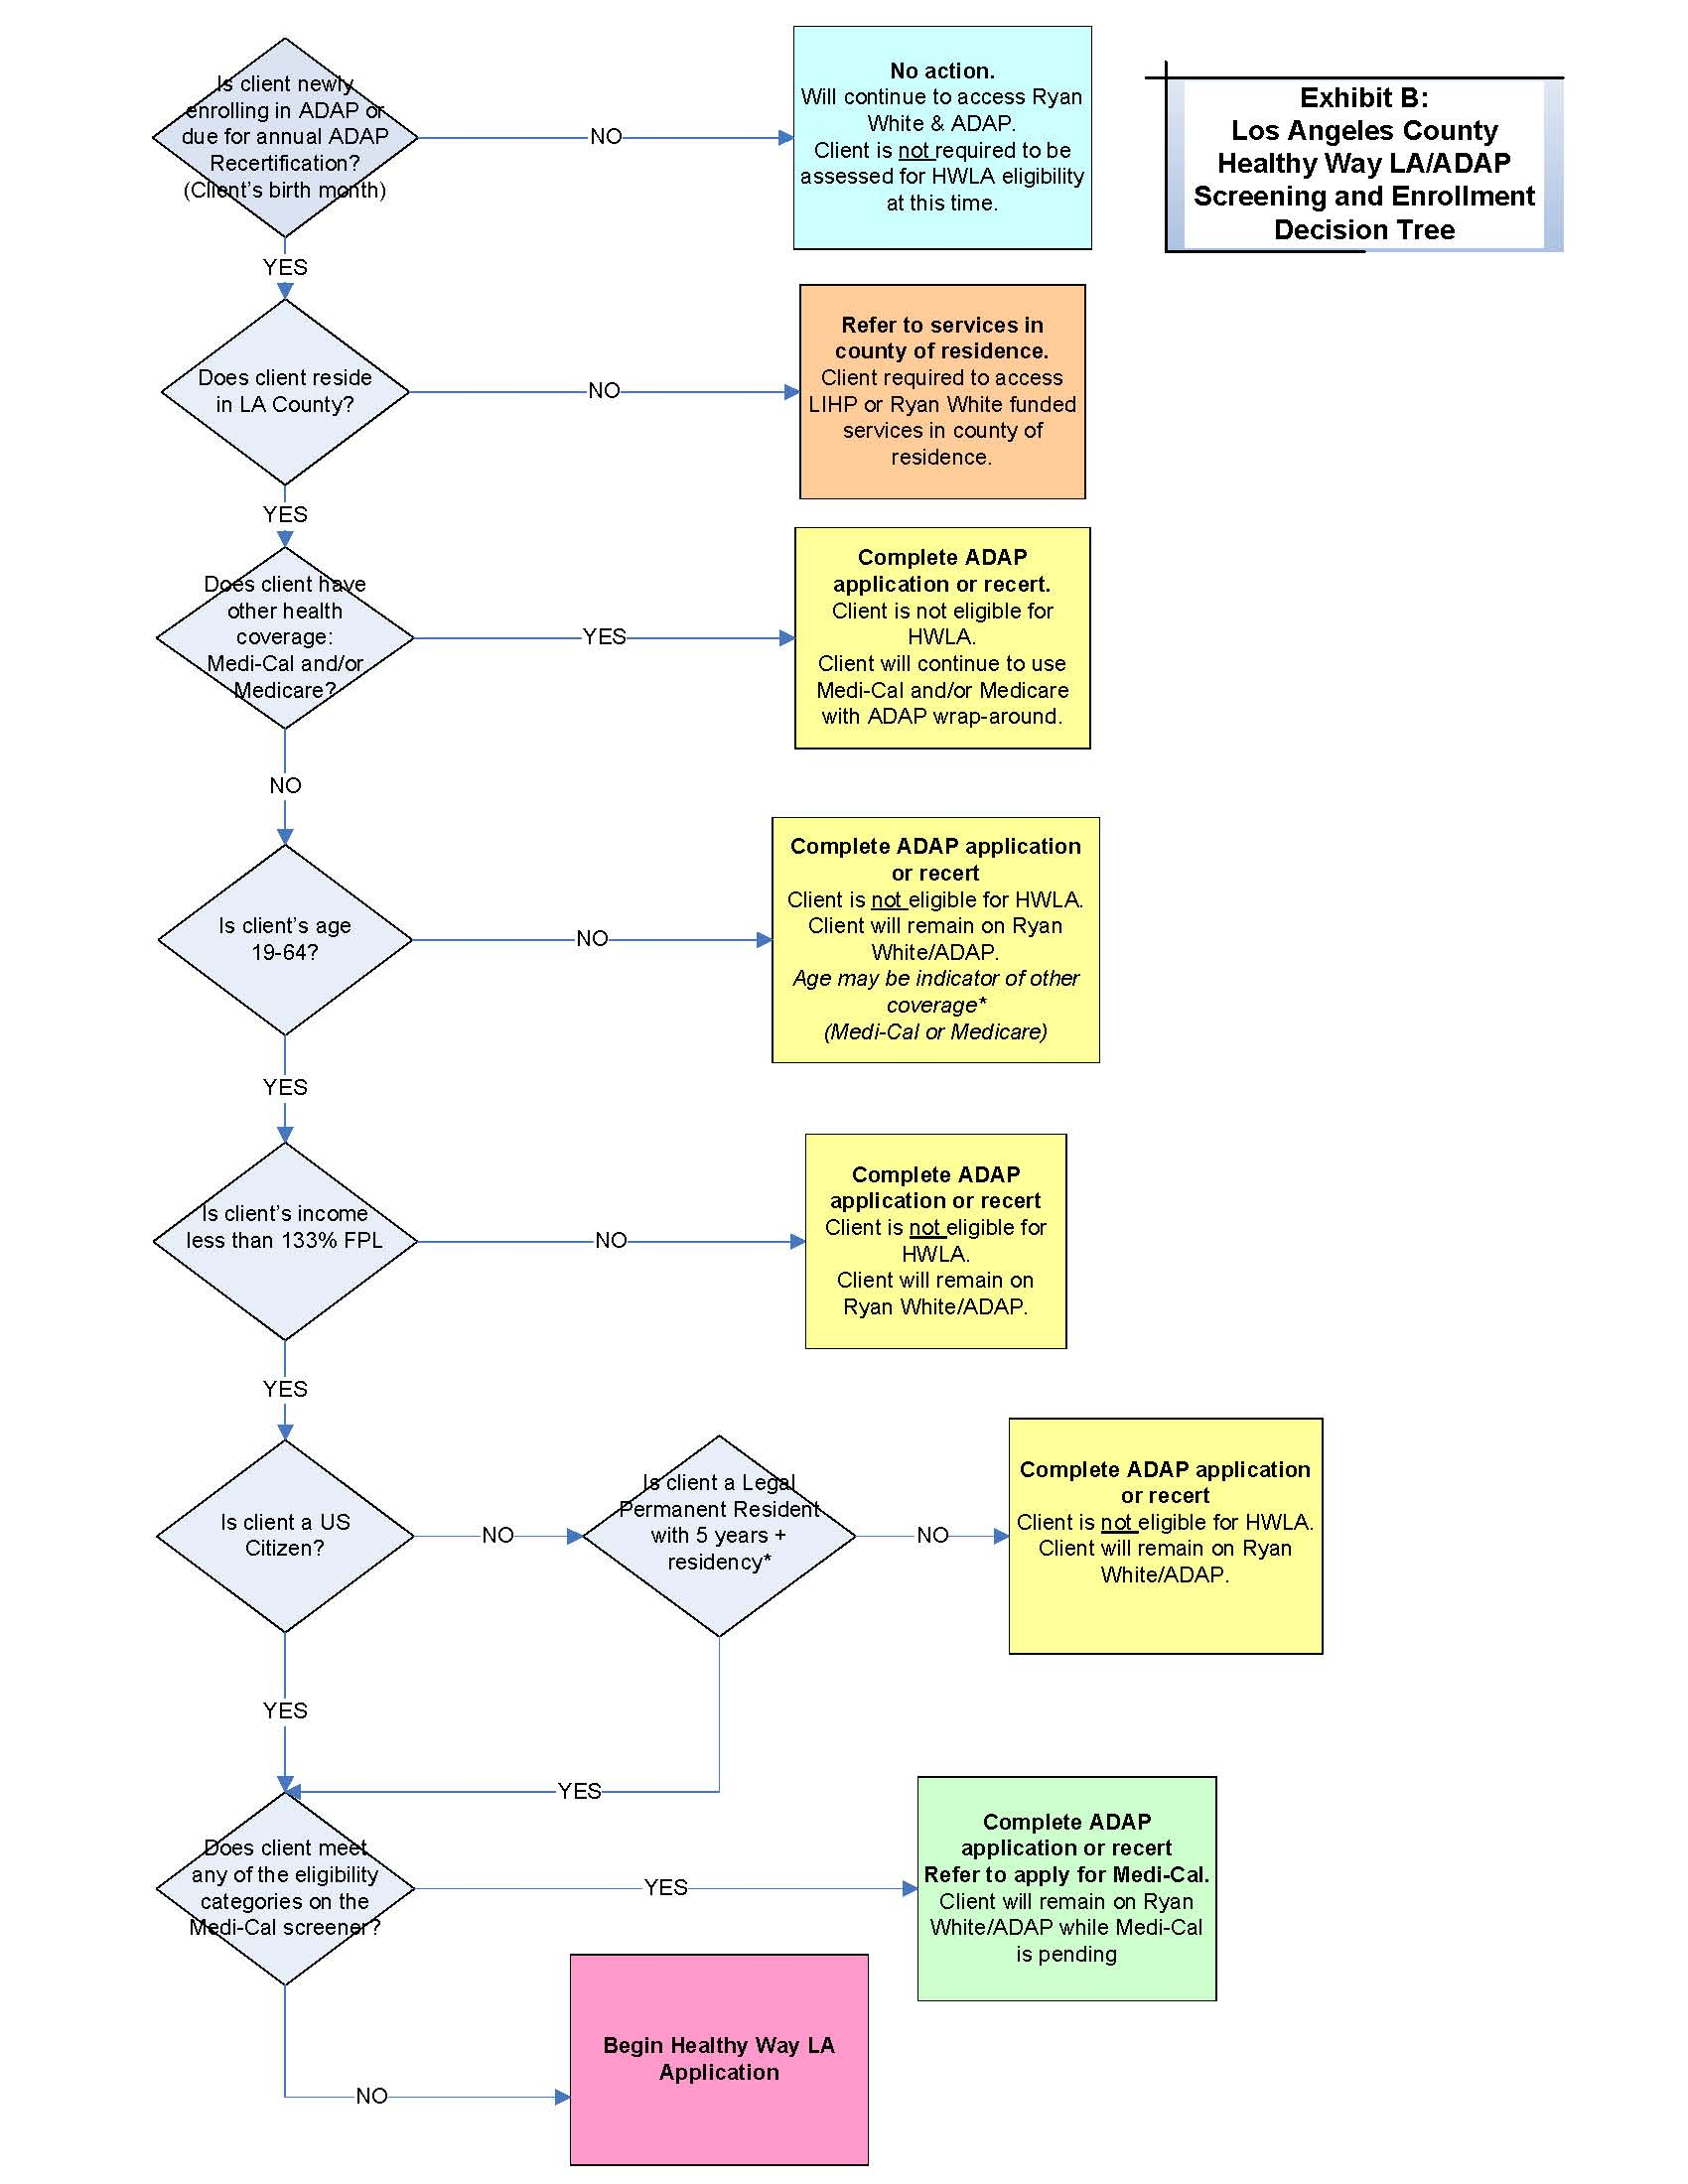 Exhibit B:
Los Angeles County
Healthy Way LA/ADAP
Screening and Enrollment
Decision Tree
Is client newly
enrolling in ADAP or
due for annual ADAP
Recertification?
(Client's birth month)
NO
No action.
Will continue to access Ryan
White & ADAP.
Client is not required to be
assessed for HWLA eligibility
at this time.
YES
Does client reside
in LA County?
NO
Refer to services in
county of residence.
Client required to access
LIHP or Ryan White funded
services in county of
residence.
YES
Does client have
other health
coverage:
Medi-Cal and/or
Medicare?
YES
Complete ADAP
application or recert.
Client is not eligible for
HWLA.
Client will continue to use
Medi-Cal and/or Medicare
with ADAP wrap-around.
NO
Is client's age
19-64?
NO
Complete ADAP application
or recert
Client is not eligible for HWLA.
Client will remain on Ryan
White/ADAP.
Age may be indicator of other
coverage*
(Medi-Cal or Medicare)
YES
Is client's income
less than 133% FPL
NO
Complete ADAP
application or recert
Client is not eligible for
HWLA.
Client will remain on
Ryan White/ADAP.
YES
Is client a US
Citizen?
NO
Is client a Legal
Permanent Resident
with 5 years +
residency*
NO
Complete ADAP application
or recert
Client is not eligible for HWLA.
Client will remain on Ryan
White/ADAP.
YES
YES
Does client meet
any of the eligibility
categories on the
Medi-Cal screener?
YES
Complete ADAP
application or recert
Refer to apply for Medi-Cal.
Client will remain on Ryan
White/ADAP while Medi-Cal
is pending
NO
Begin Healthy Way LA
Application